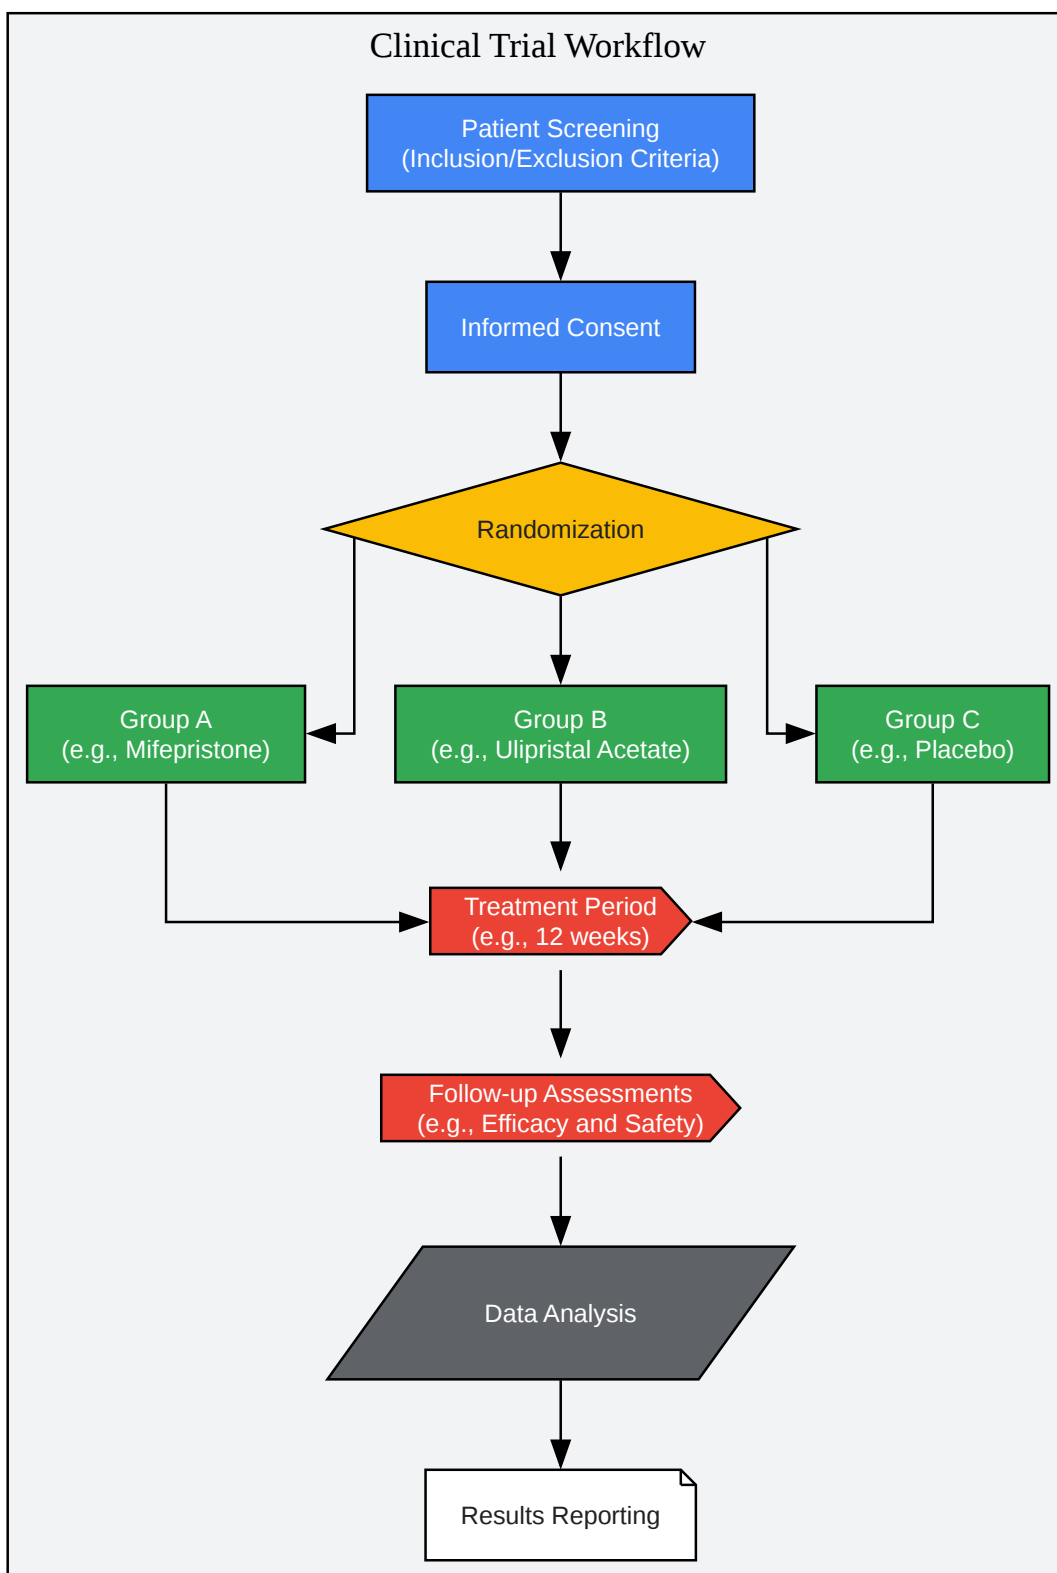 Clinical Trial Workflow
Patient Screening
(Inclusion/Exclusion Criteria)
Informed Consent
Randomization
Group A
(e.g., Mifepristone)
Group B
(e.g., Ulipristal Acetate)
Group C
(e.g., Placebo)
Treatment Period
(e.g., 12 weeks)
Follow-up Assessments
(e.g., Efficacy and Safety)
Data Analysis
Results Reporting